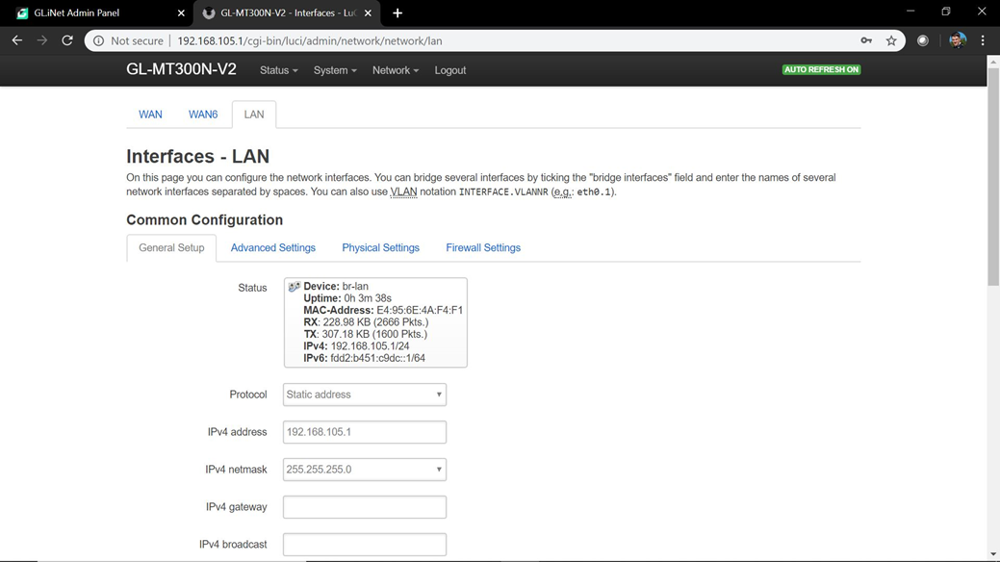 GL.iNet Admin Panel
GL-MT300N-V2 - Interfaces - Lu
Not secure | 192.168.105.1/cgi-bin/luci/admin/network/network/lan
GL-MT300N-V2 Status System Network Logout AUTO REFRESH ON
WAN WAN6 LAN
Interfaces - LAN
On this page you can configure the network interfaces. You can bridge several interfaces by ticking the "bridge interfaces" field and enter the names of several
network interfaces separated by spaces. You can also use VLAN notation INTERFACE.VLANNR (e.g.: eth0.1).
Common Configuration
General Setup Advanced Settings Physical Settings Firewall Settings
Status
Device: br-lan
Uptime: 0h 3m 38s
MAC-Address: E4:95:6E:4A:F4:F1
RX: 228.98 KB (2666 Pkts.)
TX: 307.18 KB (1600 Pkts.)
IPv4: 192.168.105.1/24
IPv6: fdd2:b451:c9dc::1/64
Protocol Static address
IPv4 address 192.168.105.1
IPv4 netmask 255.255.255.0
IPv4 gateway
IPv4 broadcast